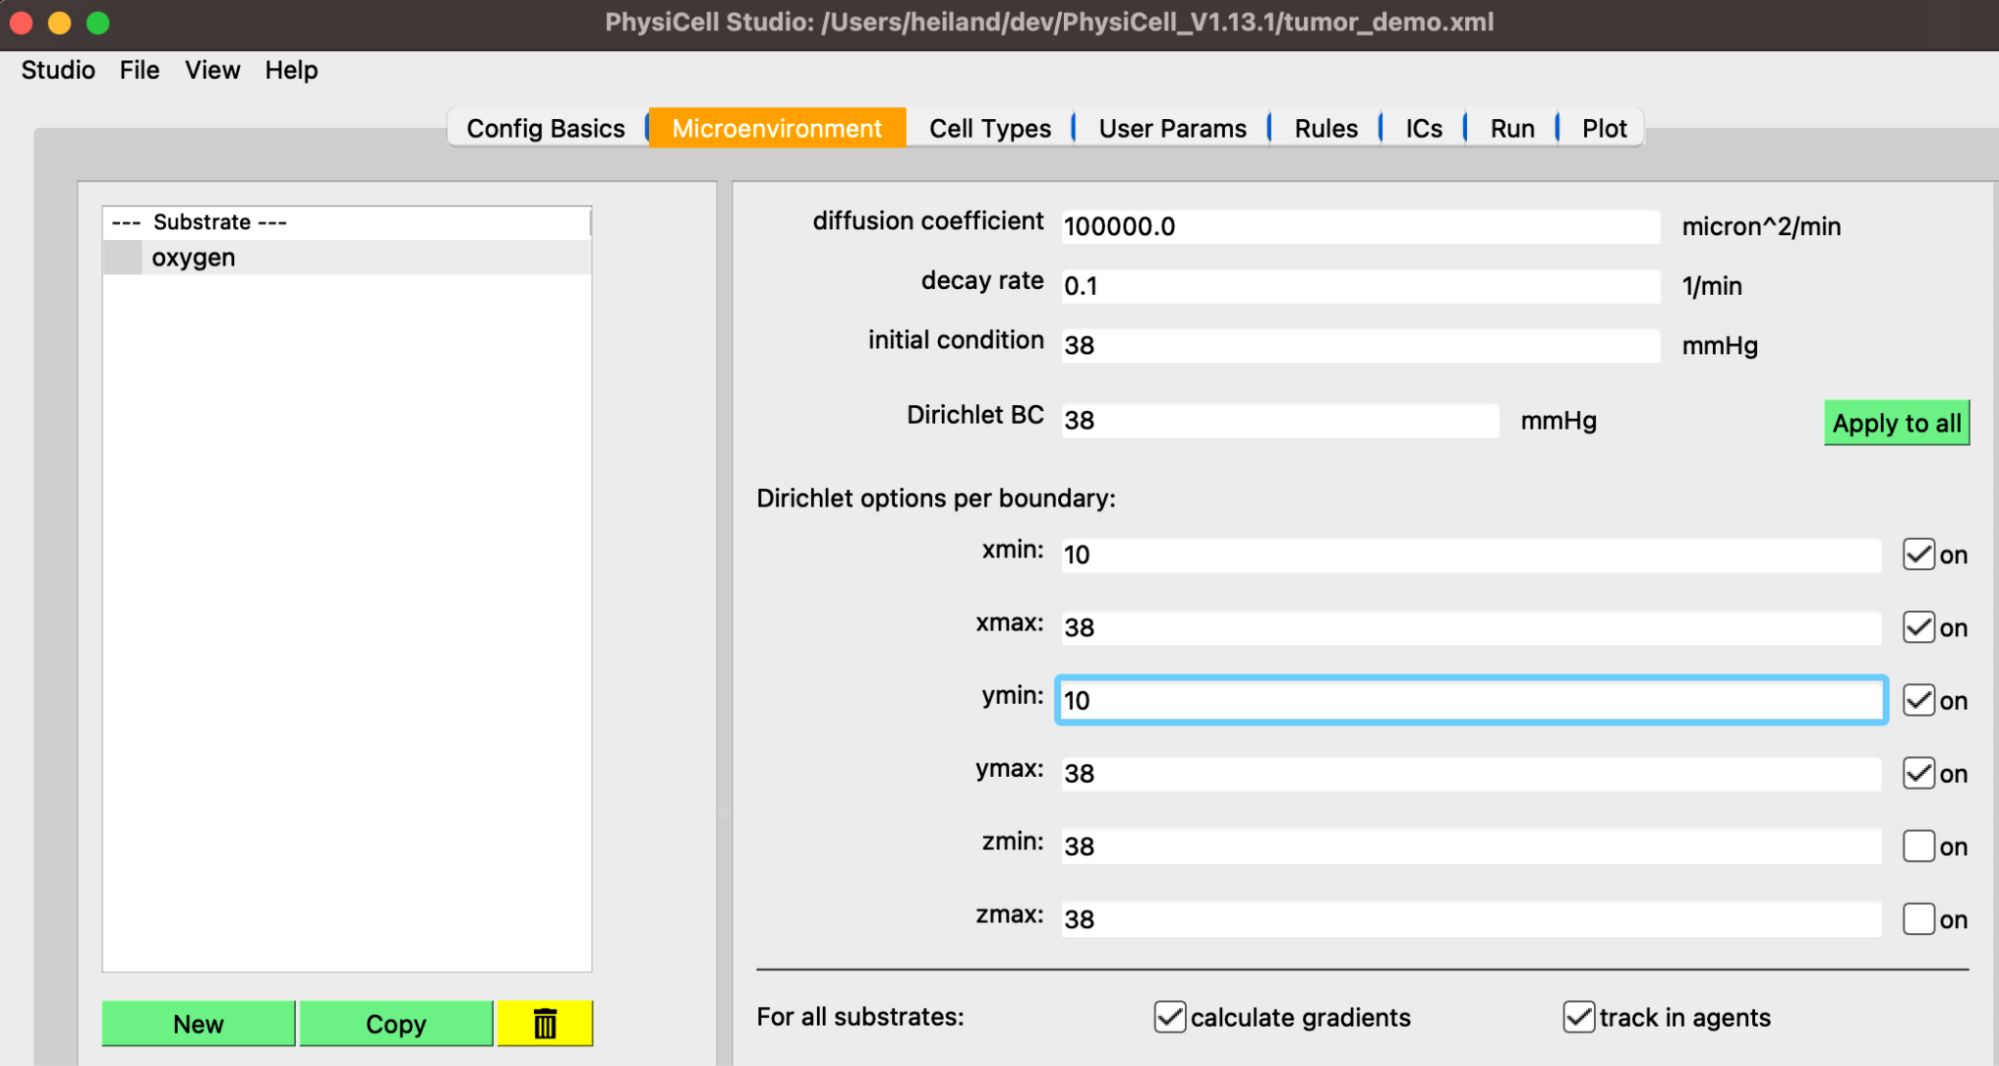 PhysiCell Studio: /Users/heiland/dev/PhysiCell_V1.13.1/tumor_demo.xml
Studio File View Help
Config Basics Microenvironment Cell Types User Params Rules ICs Run Plot
--- Substrate ---
oxygen
New Copy
diffusion coefficient 100000.0 micron^2/min
decay rate 0.1 1/min
initial condition 38 mmHg
Dirichlet BC 38 mmHg Apply to all
Dirichlet options per boundary:
xmin: 10 on
xmax: 38 on
ymin: 10 on
ymax: 38 on
zmin: 38 on
zmax: 38 on
For all substrates: calculate gradients track in agents